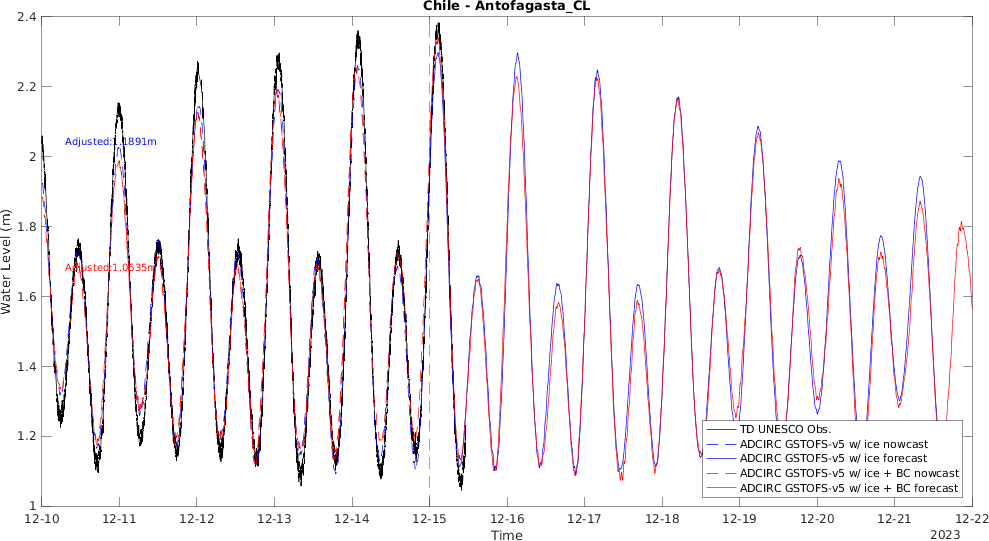 Chile - Antofagasta_CL
Water Level (m)
2.4
2.2
2
1.8
1.6
1.4
1.2
1
Adjusted:1.1891m
Adjusted:1.0535m
TD UNESCO Obs.
ADCIRC GSTOFS-v5 w/ ice nowcast
ADCIRC GSTOFS-v5 w/ ice forecast
ADCIRC GSTOFS-v5 w/ ice + BC nowcast
ADCIRC GSTOFS-v5 w/ ice + BC forecast
12-10 12-11 12-12 12-13 12-14 12-15 12-16 12-17 12-18 12-19 12-20 12-21 12-22
Time
2023